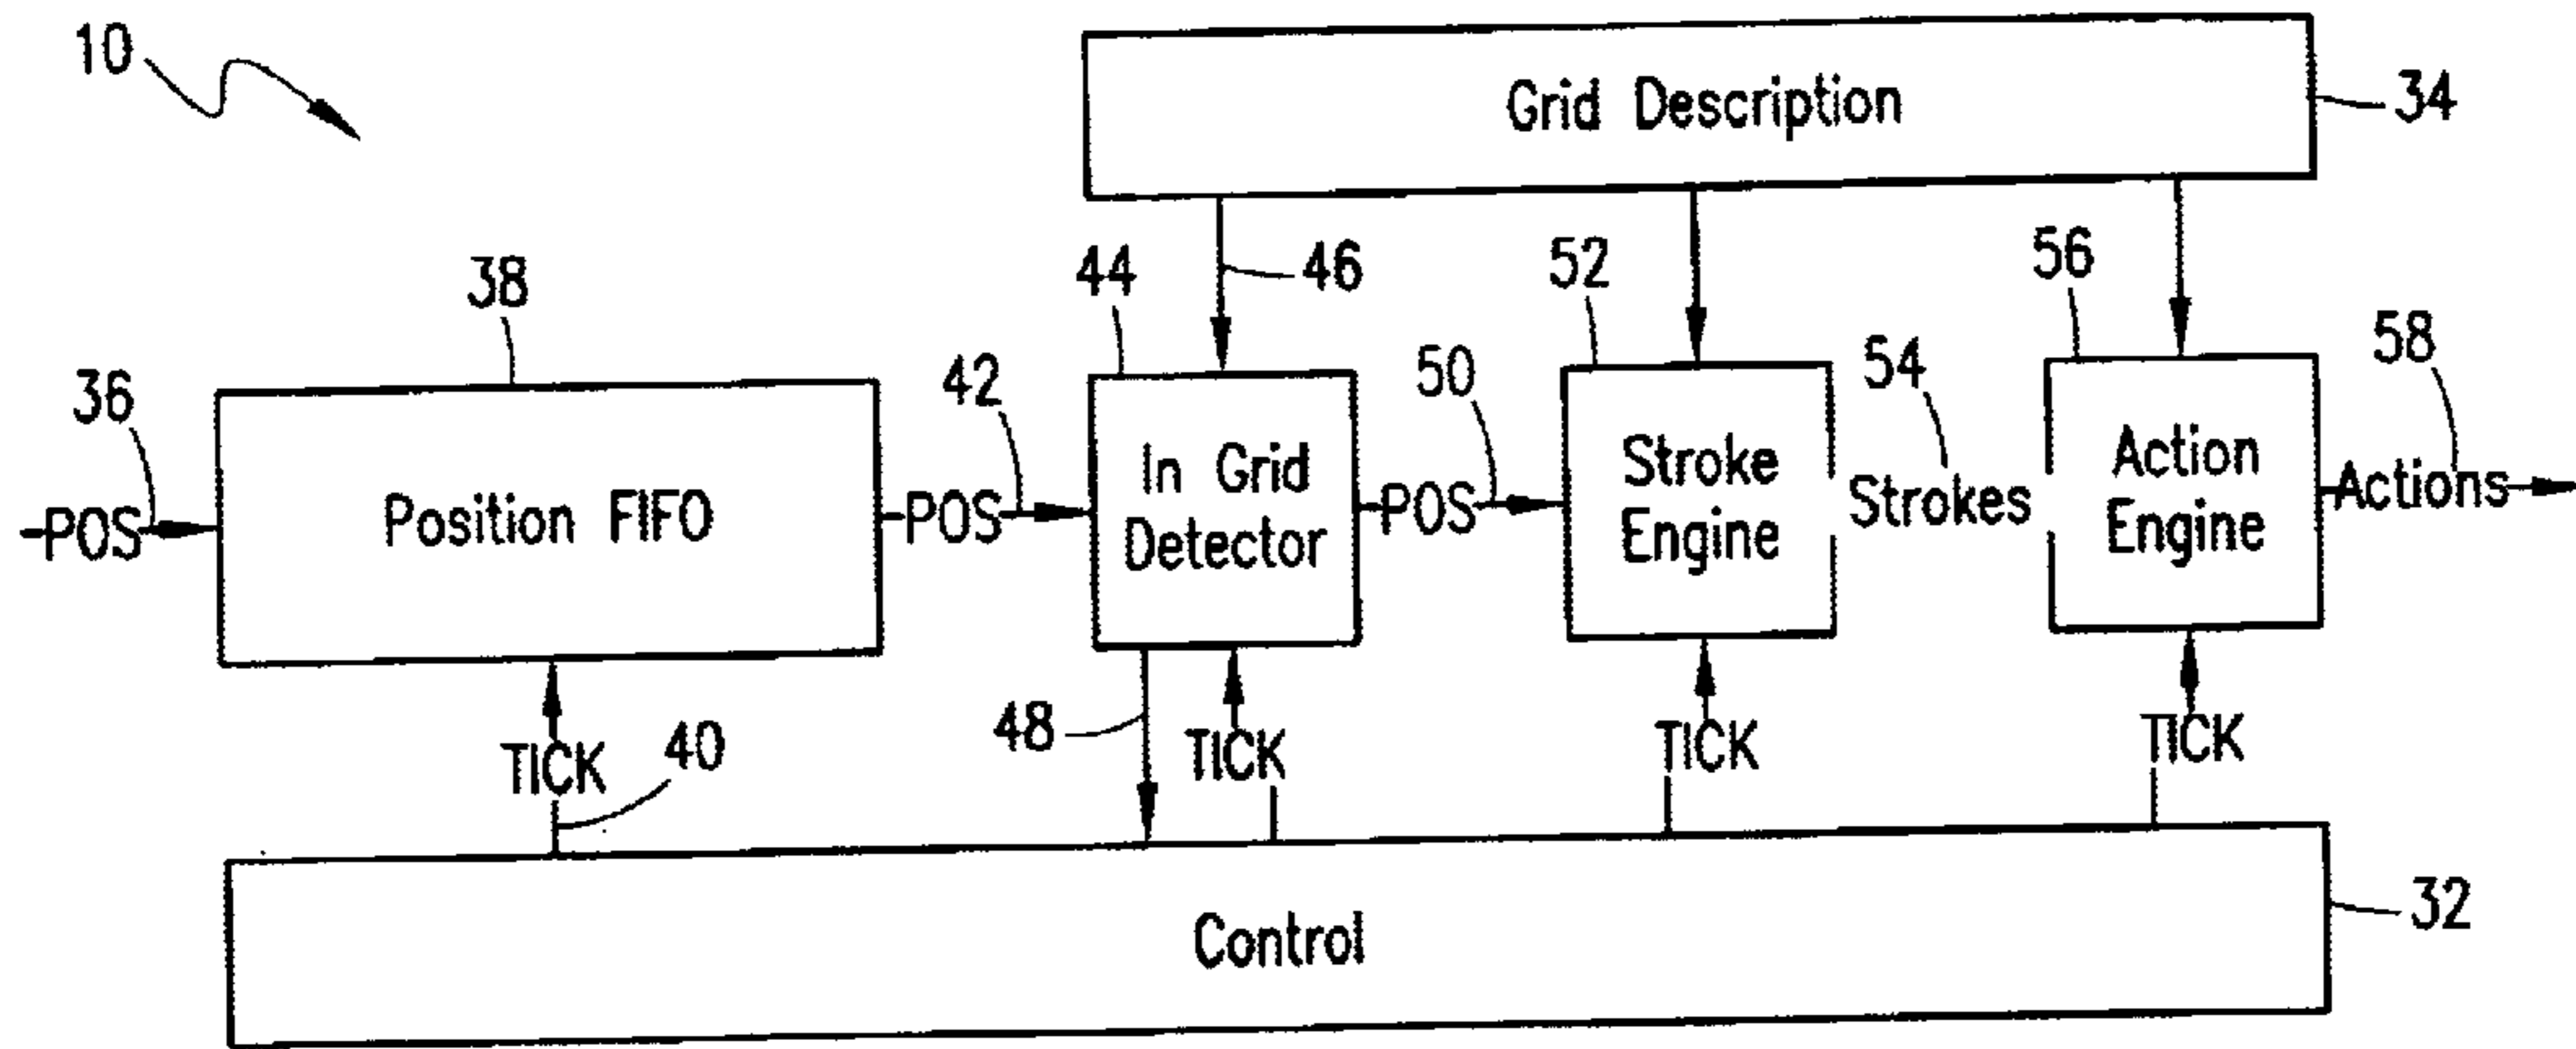 10
Grid Description
34
38
44
46
52
56
36
42
50
54
58
POS
Position FIFO
POS
In Grid
Detector
POS
Stroke
Engine
Strokes
Action
Engine
Actions
TICK
40
48
TICK
TICK
TICK
Control
32